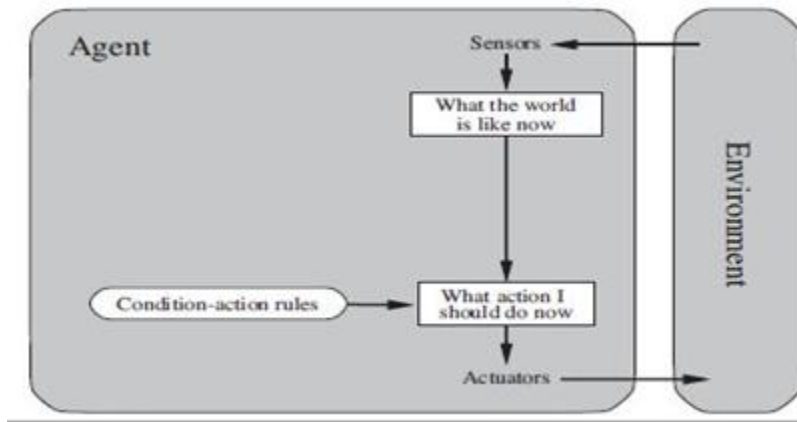 Agent
Sensors
What the world
is like now
Environment
Condition-action rules
What action I
should do now
Actuators